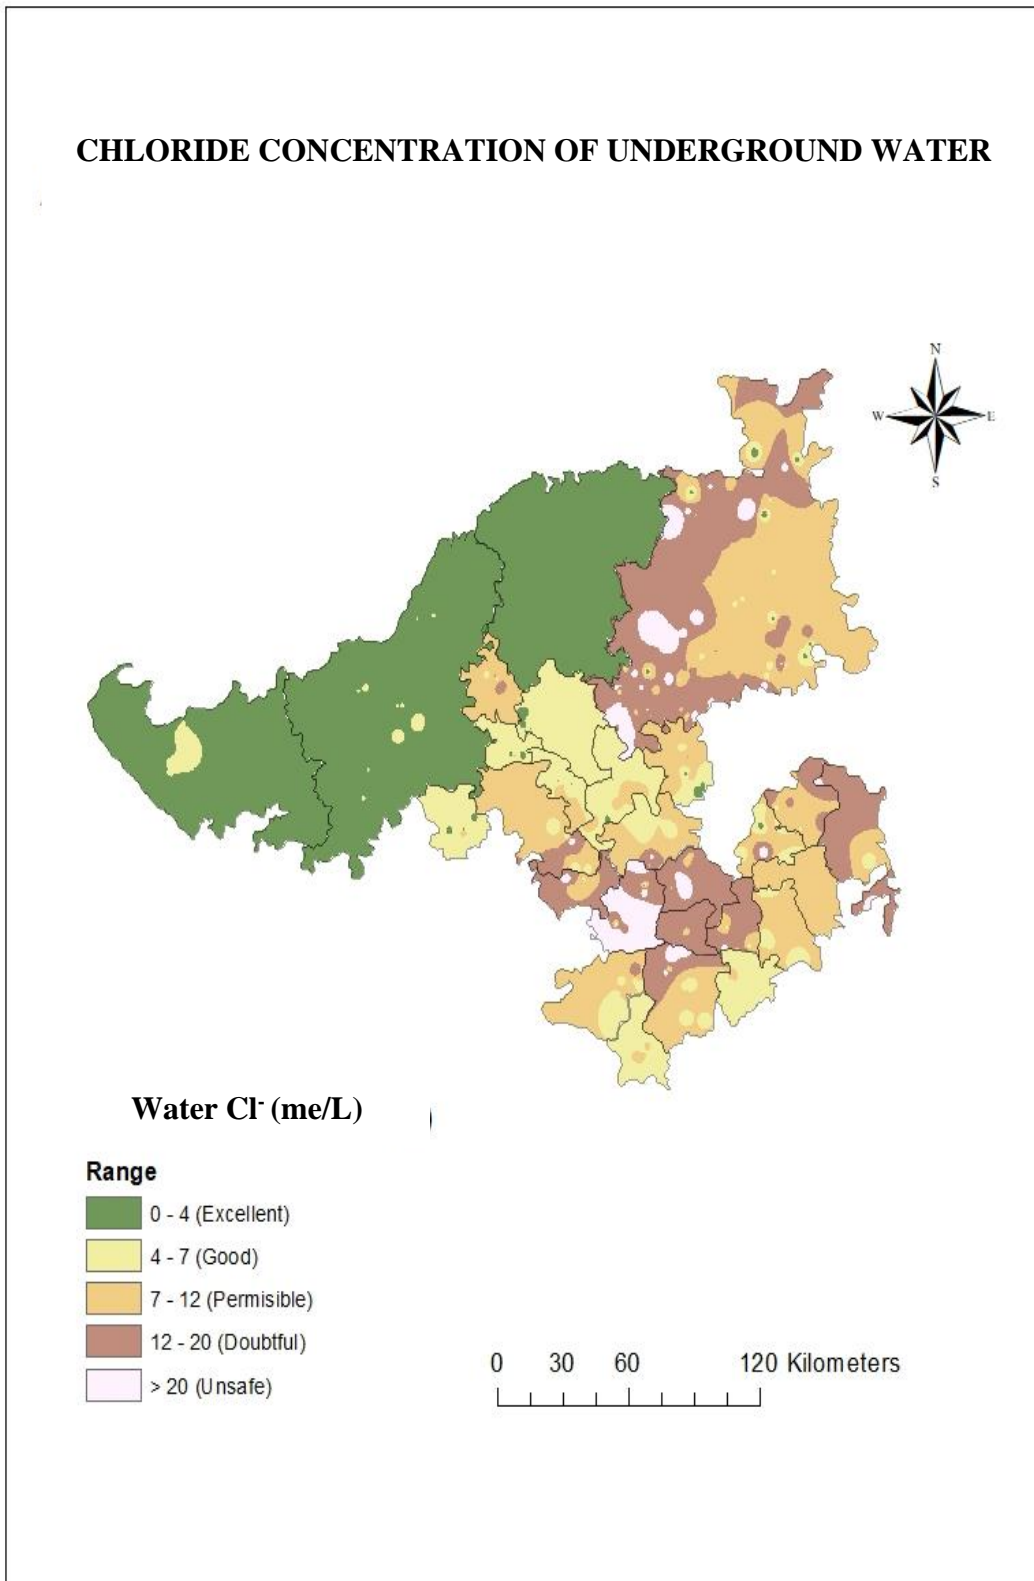 CHLORIDE CONCENTRATION OF UNDERGROUND WATER
N
W E
S
Water Cl- (me/L)
Range
0 - 4 (Excellent)
4 - 7 (Good)
7 - 12 (Permisible)
12 - 20 (Doubtful)
> 20 (Unsafe)
0 30 60 120 Kilometers